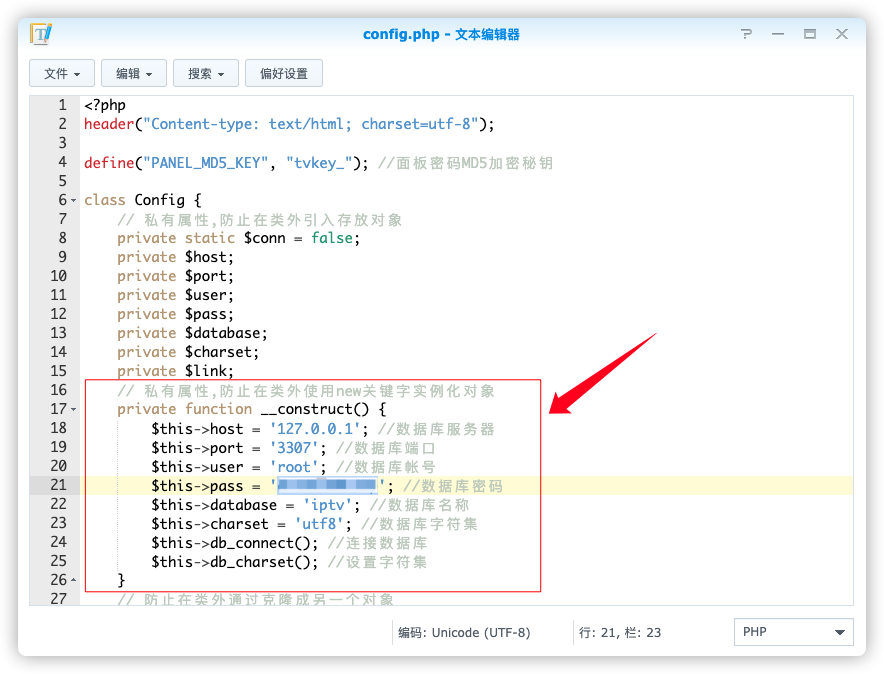 config.php - 文本编辑器
文件 编辑 搜索 偏好设置
1 <?php
2 header("Content-type: text/html; charset=utf-8");
3
4 define("PANEL_MD5_KEY", "tvkey_"); //面板密码MD5加密秘钥
5
6 class Config {
7 // 私有属性,防止在类外引入存放对象
8 private static $conn = false;
9 private $host;
10 private $port;
11 private $user;
12 private $pass;
13 private $database;
14 private $charset;
15 private $link;
16 // 私有属性,防止在类外使用new关键字实例化对象
17 private function __construct() {
18 $this->host = '127.0.0.1'; //数据库服务器
19 $this->port = '3307'; //数据库端口
20 $this->user = 'root'; //数据库帐号
21 $this->pass = ' '; //数据库密码
22 $this->database = 'iptv'; //数据库名称
23 $this->charset = 'utf8'; //数据库字符集
24 $this->db_connect(); //连接数据库
25 $this->db_charset(); //设置字符集
26 }
27 // 防止在类外通过克隆成另一个对象
编码: Unicode (UTF-8) 行: 21, 栏: 23 PHP